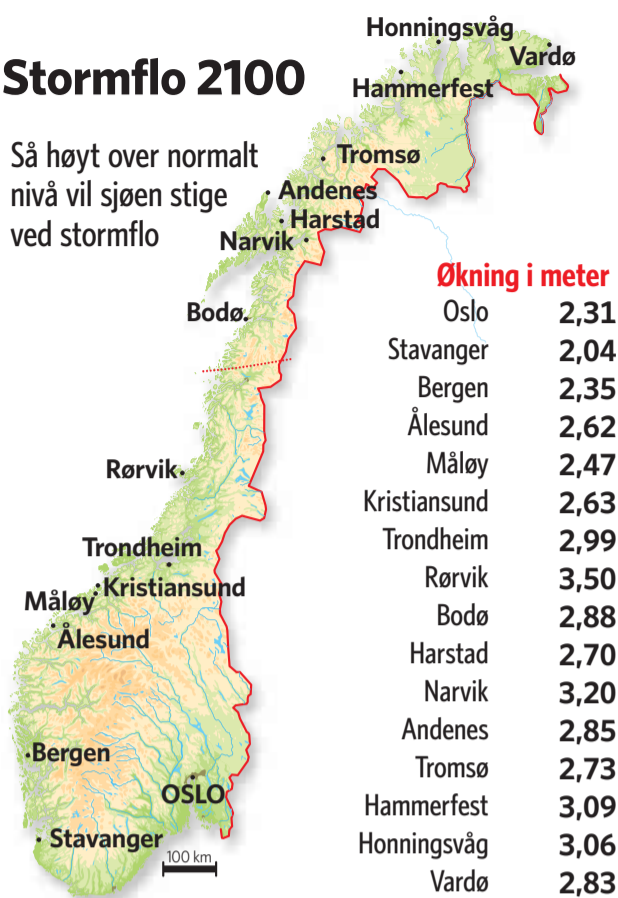 Stormflo 2100
Så høyt over normalt
nivå vil sjøen stige
ved stormflo
Honningsvåg
Vardø
Hammerfest
Tromsø
Andenes
Harstad
Narvik
Bodø
Rørvik
Trondheim
Kristiansund
Måløy
Ålesund
Bergen
OSLO
Stavanger
100 km
Økning i meter
Oslo 2,31
Stavanger 2,04
Bergen 2,35
Ålesund 2,62
Måløy 2,47
Kristiansund 2,63
Trondheim 2,99
Rørvik 3,50
Bodø 2,88
Harstad 2,70
Narvik 3,20
Andenes 2,85
Tromsø 2,73
Hammerfest 3,09
Honningsvåg 3,06
Vardø 2,83